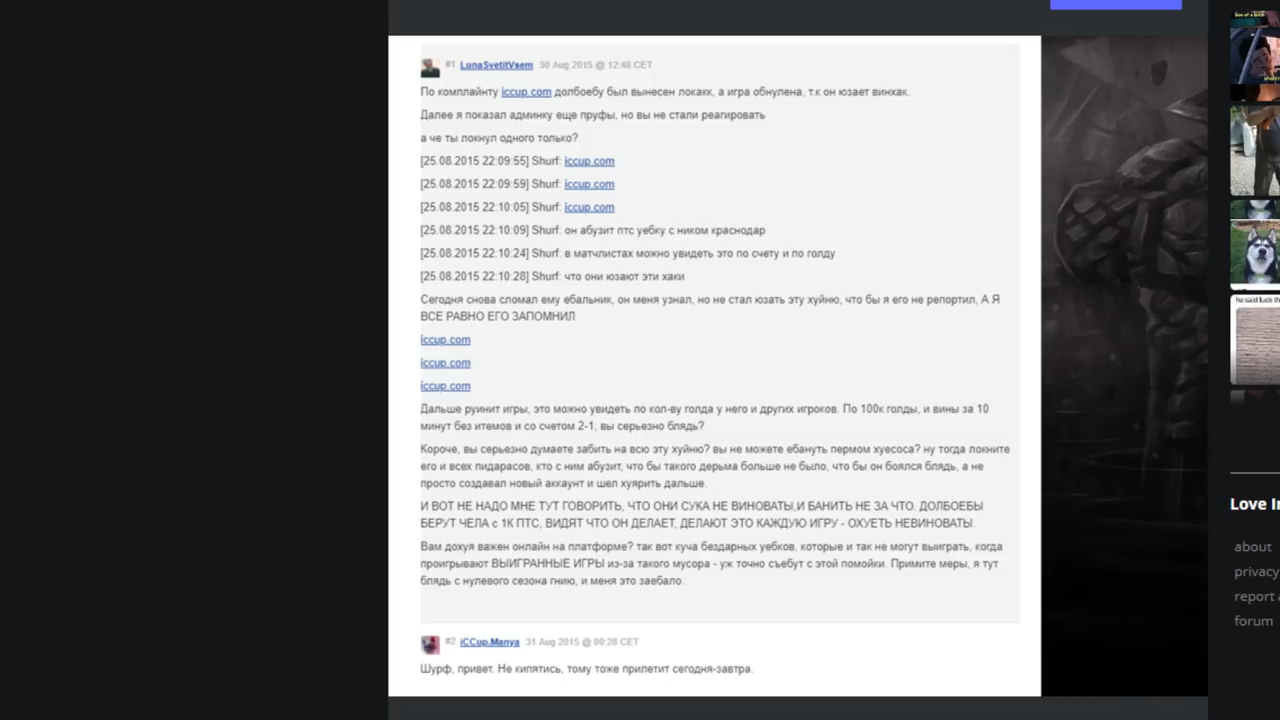 #1 LunaSvetitVsem 30 Aug 2015 @ 12:48 CET
По комплайнту iccup.com долбоебу был вынесен локакк, а игра обнулена, т.к он юзает винхак.
Далее я показал админку еще пруфы, но вы не стали реагировать
а че ты локнул одного только?
[25.08.2015 22:09:55] Shurf: iccup.com
[25.08.2015 22:09:59] Shurf: iccup.com
[25.08.2015 22:10:05] Shurf: iccup.com
[25.08.2015 22:10:09] Shurf: он абузит птс уебку с ником краснодар
[25.08.2015 22:10:24] Shurf: в матчлистах можно увидеть это по счету и по голду
[25.08.2015 22:10:28] Shurf: что они юзают эти хаки
Сегодня снова сломал ему ебальник, он меня узнал, но не стал юзать эту хуйню, что бы я его не репортил, А Я
ВСЕ РАВНО ЕГО ЗАПОМНИЛ
iccup.com
iccup.com
iccup.com
Дальше руинит игры, это можно увидеть по кол-ву голда у него и других игроков. По 100к голды, и вины за 10
минут без итемов и со счетом 2-1, вы серьезно блядь?
Короче, вы серьезно думаете забить на всю эту хуйню? вы не можете ебануть пермом хуесоса? ну тогда локните
его и всех пидарасов, кто с ним абузит, что бы такого дерьма больше не было, что бы он боялся блядь, а не
просто создавал новый аккаунт и шел хуярить дальше.
И ВОТ НЕ НАДО МНЕ ТУТ ГОВОРИТЬ, ЧТО ОНИ СУКА НЕ ВИНОВАТЫ,И БАНИТЬ НЕ ЗА ЧТО. ДОЛБОЕБЫ
БЕРУТ ЧЕЛА с 1К ПТС, ВИДЯТ ЧТО ОН ДЕЛАЕТ, ДЕЛАЮТ ЭТО КАЖДУЮ ИГРУ - ОХУЕТЬ НЕВИНОВАТЫ.
Вам дохуя важен онлайн на платформе? так вот куча бездарных уебков, которые и так не могут выиграть, когда
проигрывают ВЫИГРАННЫЕ ИГРЫ из-за такого мусора - уж точно съебут с этой помойки. Примите меры, я тут
блядь с нулевого сезона гнию, и меня это заебало.
#2 iCCup.Manya 31 Aug 2015 @ 00:28 CET
Шурф, привет. Не кипятись, тому тоже прилетит сегодня-завтра.
he said fuck th
Love I
about
privacy
report
forum